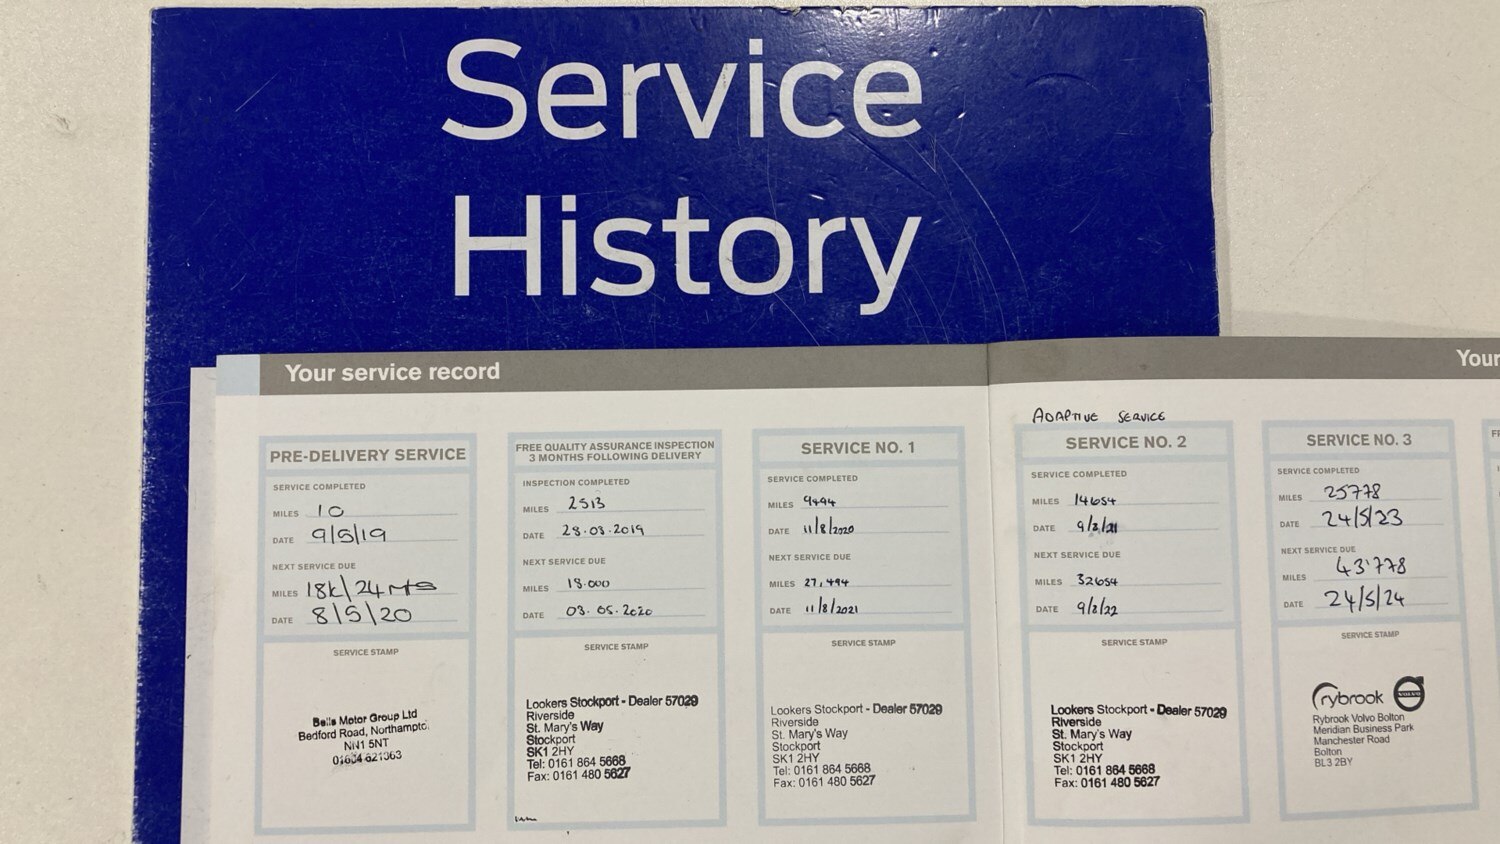 Service
History
Your service record
Your
PRE-DELIVERY SERVICE
SERVICE COMPLETED
MILES 10
DATE 9/5/19
NEXT SERVICE DUE
MILES 18k/24
DATE 8/5/20
SERVICE STAMP
Bells Motor Group Ltd
Bedford Road, Northampto
NN1 5NT
01604 621363
FREE QUALITY ASSURANCE INSPECTION
3 MONTHS FOLLOWING DELIVERY
INSPECTION COMPLETED
MILES 2513
DATE 28.08.2019
NEXT SERVICE DUE
MILES 18.000
DATE 08.05.2020
SERVICE STAMP
Lookers Stockport - Dealer 57029
Riverside
St. Mary's Way
Stockport
SK1 2HY
Tel: 0161 864 5668
Fax: 0161 480 5627
SERVICE NO. 1
SERVICE COMPLETED
MILES 9494
DATE 11/8/2020
NEXT SERVICE DUE
MILES 27,494
DATE 11/8/2021
SERVICE STAMP
Lookers Stockport - Dealer 57029
Riverside
St. Mary's Way
Stockport
SK1 2HY
Tel: 0161 864 5668
Fax: 0161 480 5627
ADAPTIVE SERVICE
SERVICE NO. 2
SERVICE COMPLETED
MILES 14654
DATE 9/8/21
NEXT SERVICE DUE
MILES 32654
DATE 9/8/22
SERVICE STAMP
Lookers Stockport - Dealer 57029
Riverside
St. Mary's Way
Stockport
SK1 2HY
Tel: 0161 864 5668
Fax: 0161 480 5627
SERVICE NO. 3
SERVICE COMPLETED
MILES 25778
DATE 24/5/23
NEXT SERVICE DUE
MILES 43'778
DATE 24/5/24
SERVICE STAMP
rybrook VOLVO
Rybrook Volvo Bolton
Meridian Business Park
Manchester Road
Bolton
BL3 2BY